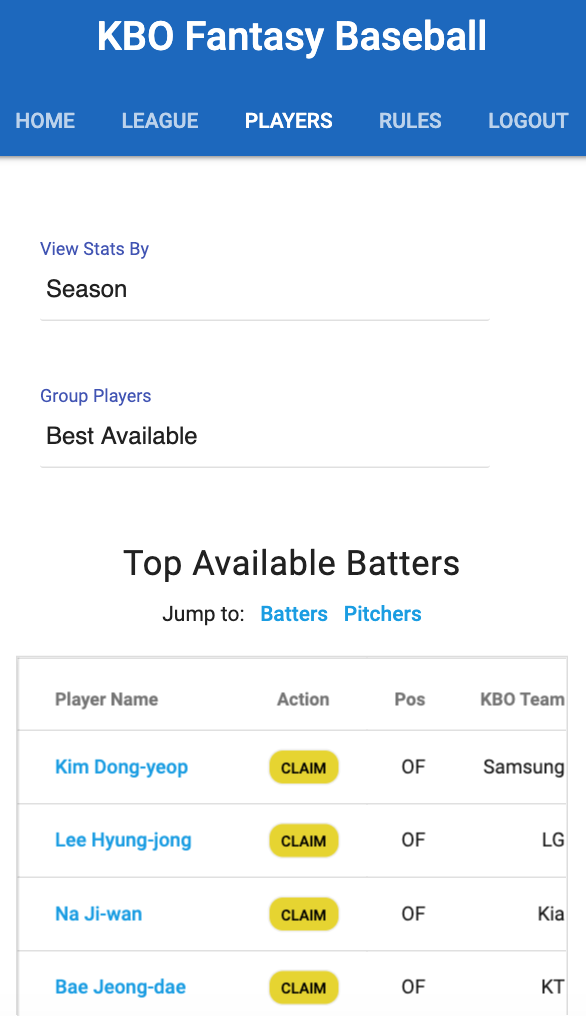 KBO Fantasy Baseball
HOME LEAGUE PLAYERS RULES LOGOUT
View Stats By
Season
Group Players
Best Available
Top Available Batters
Jump to: Batters Pitchers
Player Name Action Pos KBO Team
Kim Dong-yeop CLAIM OF Samsung
Lee Hyung-jong CLAIM OF LG
Na Ji-wan CLAIM OF Kia
Bae Jeong-dae CLAIM OF KT